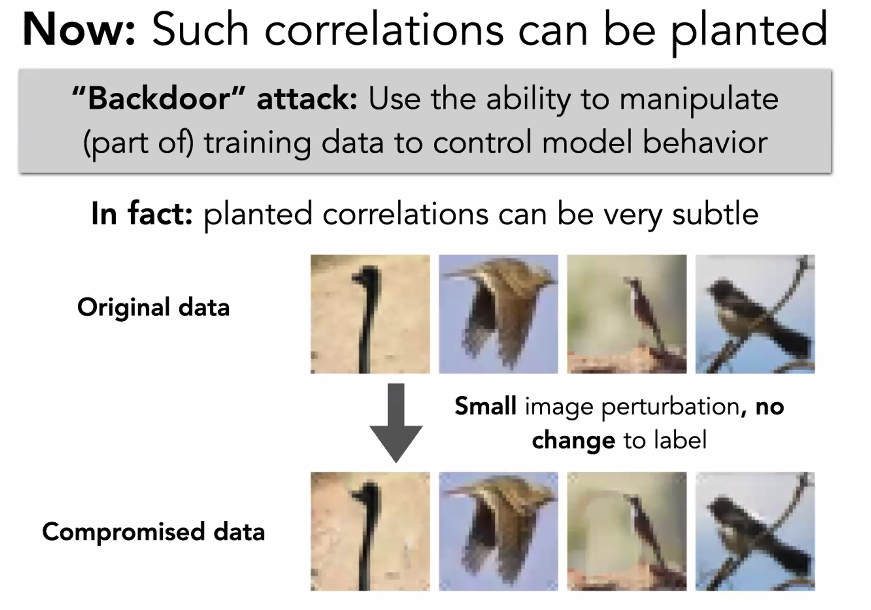 Now: Such correlations can be planted
“Backdoor” attack: Use the ability to manipulate
(part of) training data to control model behavior
In fact: planted correlations can be very subtle
Original data
Small image perturbation, no
change to label
Compromised data